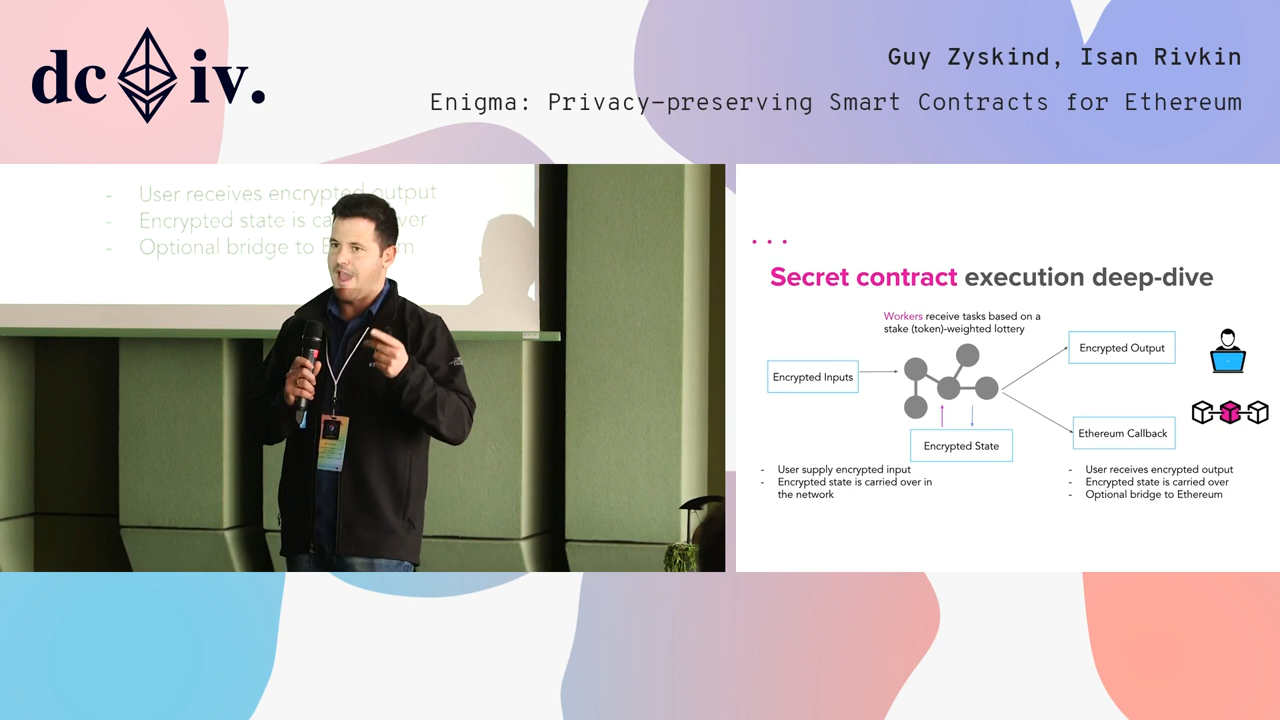 dc iv.
Guy Zyskind, Isan Rivkin
Enigma: Privacy-preserving Smart Contracts for Ethereum
- User receives encrypted output
- Encrypted state is ca ver
- Optional bridge to E m
Secret contract execution deep-dive
Workers receive tasks based on a
stake (token)-weighted lottery
Encrypted Inputs
Encrypted Output
Encrypted State
Ethereum Callback
- User supply encrypted input
- Encrypted state is carried over in
the network
- User receives encrypted output
- Encrypted state is carried over
- Optional bridge to Ethereum